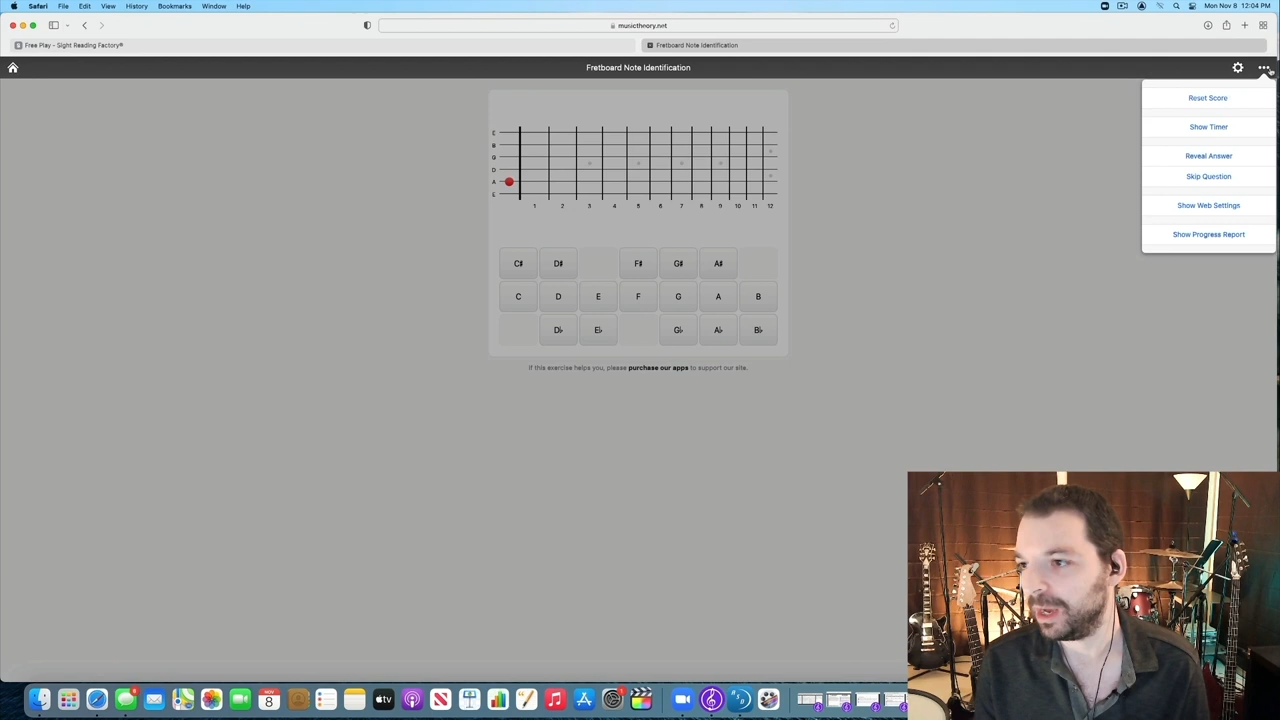 Safari File Edit View History Bookmarks Window Help Mon Nov 8 12:04 PM
musictheory.net
Free Play - Sight Reading Factory®
Fretboard Note Identification
Fretboard Note Identification
Reset Score
Show Timer
Reveal Answer
Skip Question
Show Web Settings
Show Progress Report
E
B
G
D
A
E
1 2 3 4 5 6 7 8 9 10 11 12
C♯ D♯ F♯ G♯ A♯
C D E F G A B
D♭ E♭ G♭ A♭ B♭
If this exercise helps you, please purchase our apps to support our site.
NOV
8